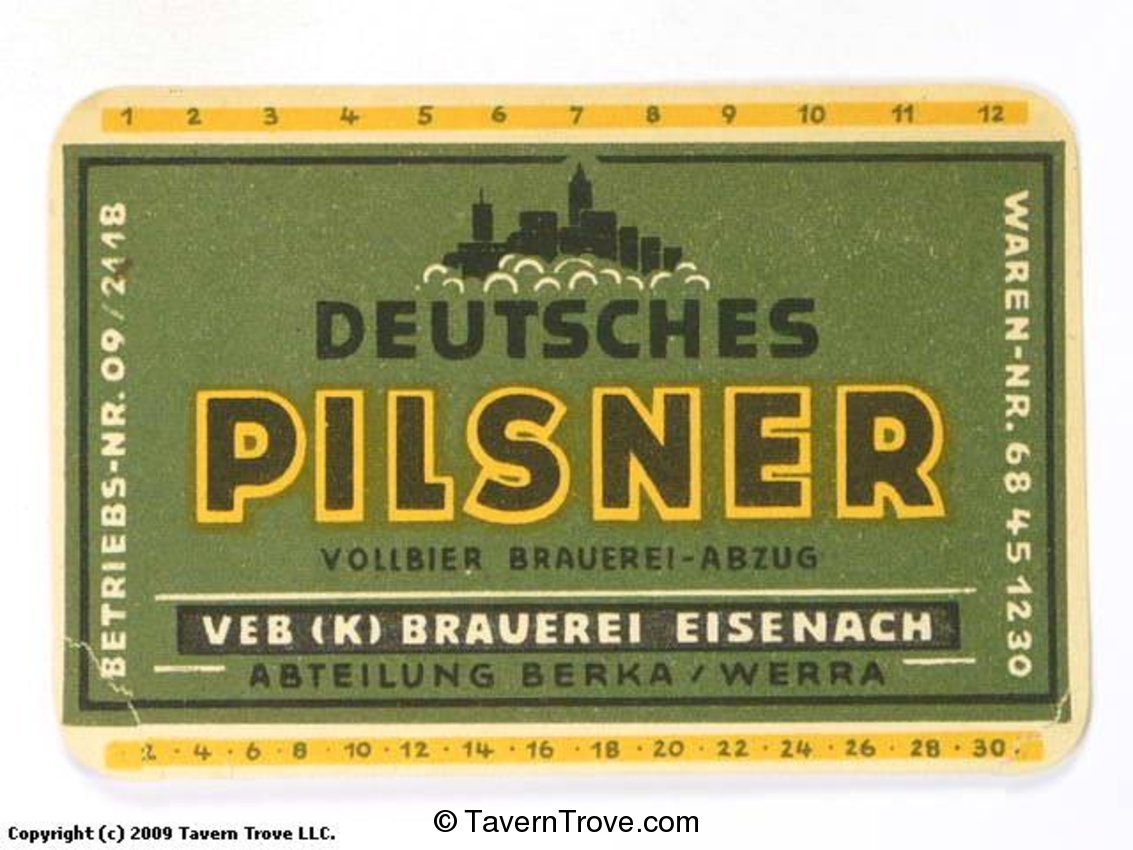 1 2 3 4 5 6 7 8 9 10 11 12
BETRIEBS-NR. 09/2118
WAREN-NR. 68 45 12 30
DEUTSCHES
PILSNER
VOLLBIER BRAUEREI-ABZUG
VEB (K) BRAUEREI EISENACH
ABTEILUNG BERKA / WERRA
2 · 4 · 6 · 8 · 10 · 12 · 14 · 16 · 18 · 20 · 22 · 24 · 26 · 28 · 30 ·
© TavernTrove.com
Copyright (c) 2009 Tavern Trove LLC.